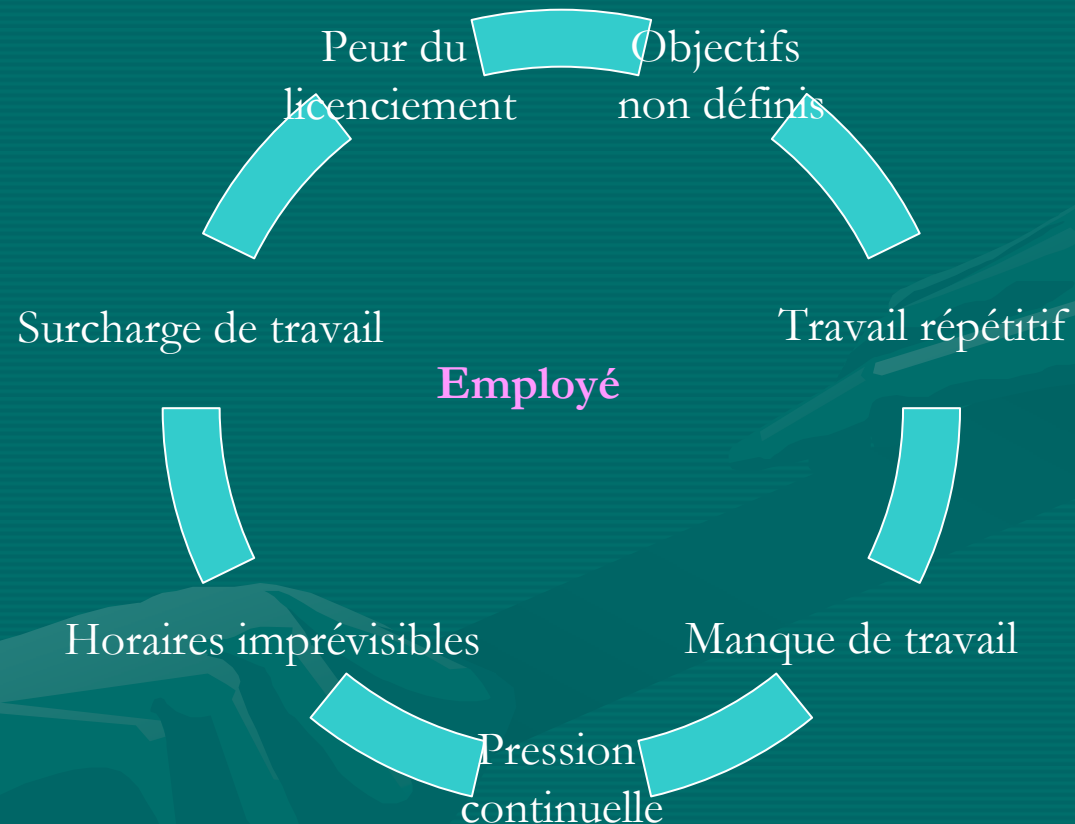 Peur du
licenciement
Objectifs
non définis
Surcharge de travail
Travail répétitif
Employé
Horaires imprévisibles
Manque de travail
Pression
continuelle